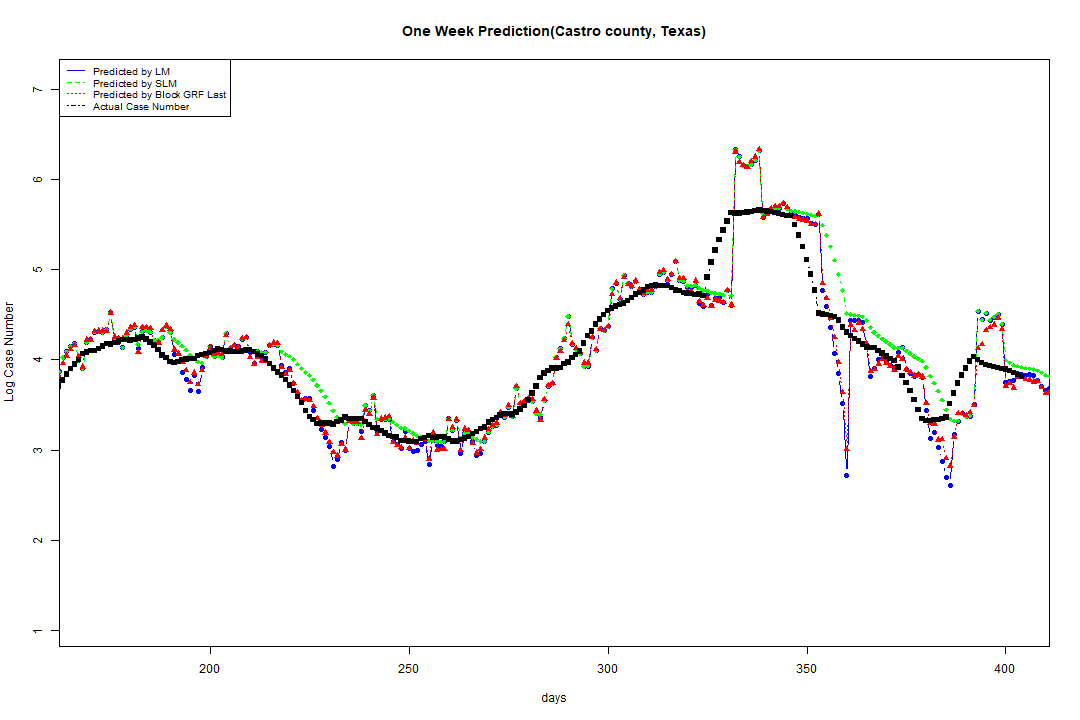 One Week Prediction(Castro county, Texas)
Predicted by LM
Predicted by SLM
Predicted by Block GRF Last
Actual Case Number
7
6
5
4
3
2
1
Log Case Number
200 250 300 350 400
days